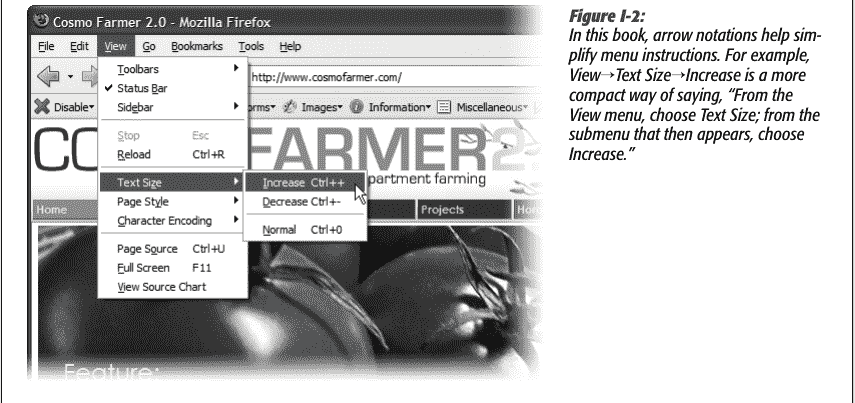 Cosmo Farmer 2.0 - Mozilla Firefox
File Edit View Go Bookmarks Tools Help
http://www.cosmofarmer.com/
Disable
Images Information Miscellaneous
Toolbars
Status Bar
Sidebar
Stop Esc
Reload Ctrl+R
Text Size
Page Style
Character Encoding
Page Source Ctrl+U
Full Screen F11
View Source Chart
Increase Ctrl++
Decrease Ctrl+-
Normal Ctrl+0
CO FARMER 2
partment farming
Home Projects
Feature:
Figure I-2:
In this book, arrow notations help sim-
plify menu instructions. For example,
View→Text Size→Increase is a more
compact way of saying, “From the
View menu, choose Text Size; from the
submenu that then appears, choose
Increase.”